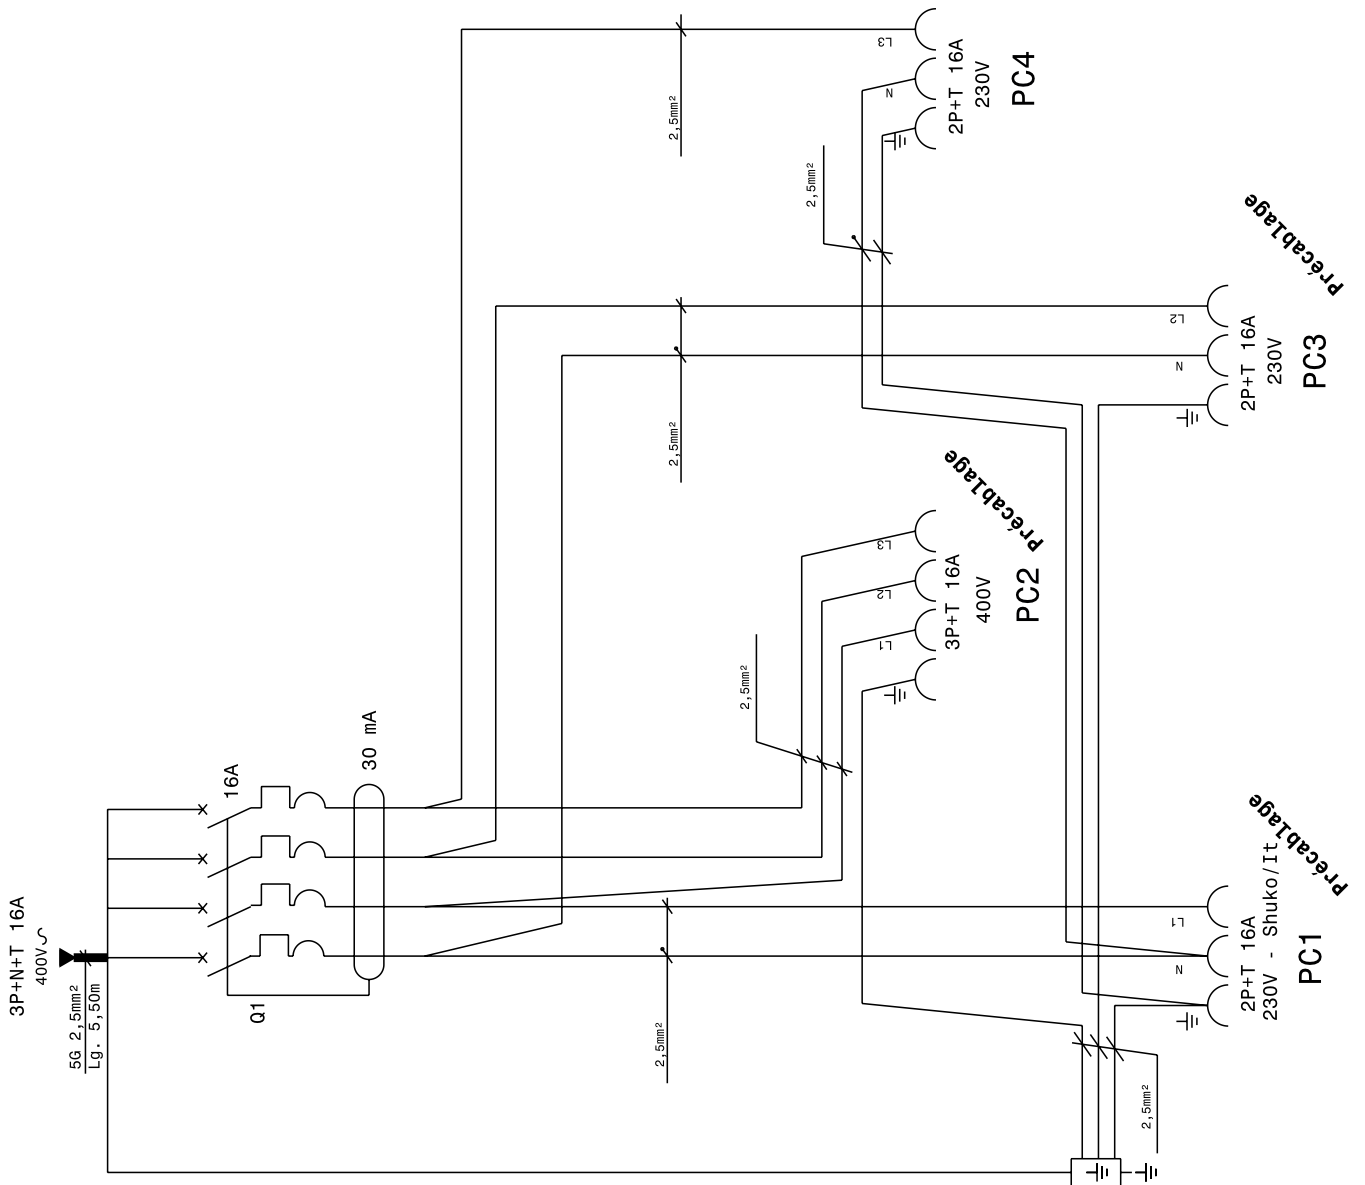 3P+N+T 16A
400V
5G 2,5mm²
Lg. 5,50m
16A
Q1
30 mA
2,5mm²
L3
N
2P+T 16A
230V
PC4
2,5mm²
2,5mm²
L2
N
2P+T 16A
230V
PC3
Précablage
2,5mm²
L3
L2
L1
3P+T 16A
400V
PC2
Précablage
2,5mm²
L1
N
2P+T 16A
230V - Shuko/It
PC1
Précablage
2,5mm²